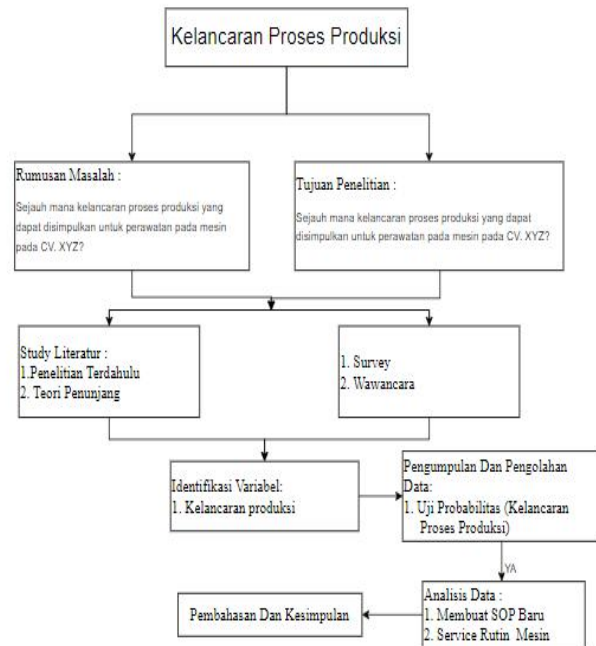 Kelancaran Proses Produksi
Rumusan Masalah :
Sejauh mana kelancaran proses produksi yang
dapat disimpulkan untuk perawatan pada mesin
pada CV. XYZ?
Tujuan Penelitian :
Sejauh mana kelancaran proses produksi yang dapat
disimpulkan untuk perawatan pada mesin pada CV. XYZ?
Study Literatur :
1.Penelitian Terdahulu
2. Teori Penunjang
1. Survey
2. Wawancara
Identifikasi Variabel:
1. Kelancaran produksi
Pengumpulan Dan Pengolahan
Data:
1. Uji Probabilitas (Kelancaran
Proses Produksi)
YA
Analisis Data :
1. Membuat SOP Baru
2. Service Rutin Mesin
Pembahasan Dan Kesimpulan